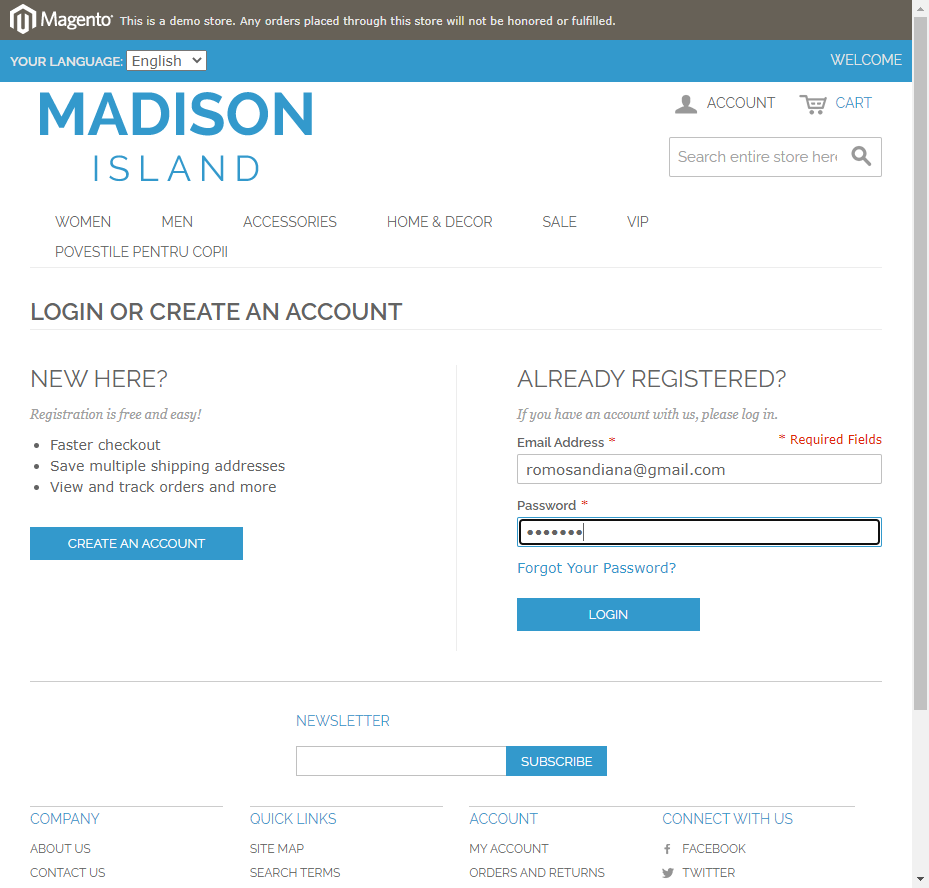 Magento This is a demo store. Any orders placed through this store will not be honored or fulfilled.
YOUR LANGUAGE: English WELCOME
MADISON
ISLAND
ACCOUNT CART
Search entire store here
WOMEN MEN ACCESSORIES HOME & DECOR SALE VIP
POVESTILE PENTRU COPII
LOGIN OR CREATE AN ACCOUNT
NEW HERE?
Registration is free and easy!
Faster checkout
Save multiple shipping addresses
View and track orders and more
CREATE AN ACCOUNT
ALREADY REGISTERED?
If you have an account with us, please log in.
Email Address * * Required Fields
romosandiana@gmail.com
Password *
•••••••
Forgot Your Password?
LOGIN
NEWSLETTER
SUBSCRIBE
COMPANY QUICK LINKS ACCOUNT CONNECT WITH US
ABOUT US SITE MAP MY ACCOUNT FACEBOOK
CONTACT US SEARCH TERMS ORDERS AND RETURNS TWITTER